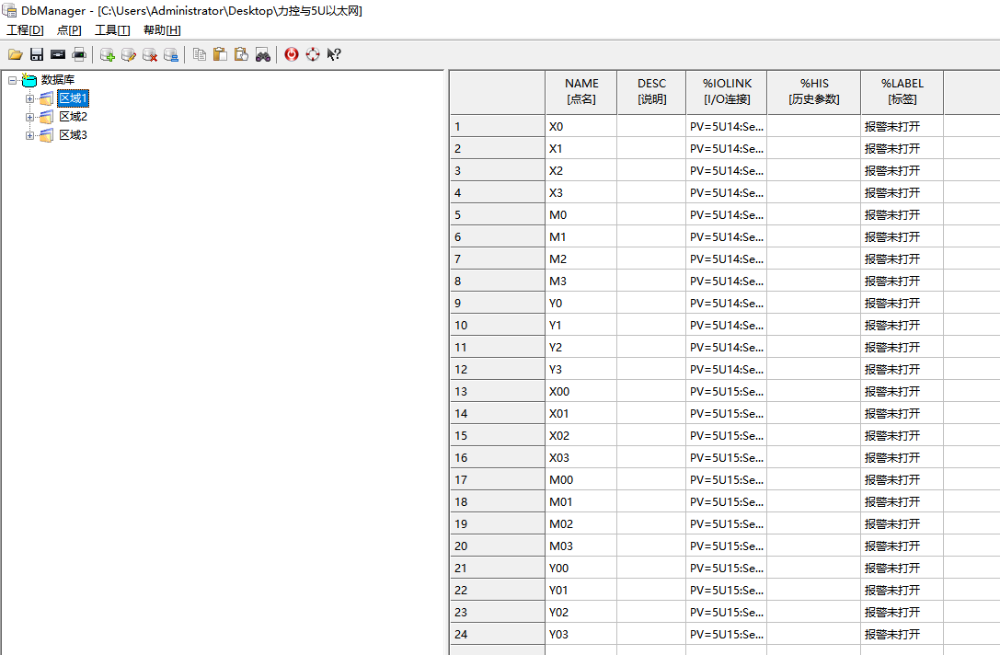 DbManager - [C:\Users\Administrator\Desktop\力控与5U以太网]
工程[D] 点[P] 工具[T] 帮助[H]
数据库
区域1
区域2
区域3
NAME DESC %IOLINK %HIS %LABEL
[点名] [说明] [I/O连接] [历史参数] [标签]
1 X0 PV=5U14:Se... 报警未打开
2 X1 PV=5U14:Se... 报警未打开
3 X2 PV=5U14:Se... 报警未打开
4 X3 PV=5U14:Se... 报警未打开
5 M0 PV=5U14:Se... 报警未打开
6 M1 PV=5U14:Se... 报警未打开
7 M2 PV=5U14:Se... 报警未打开
8 M3 PV=5U14:Se... 报警未打开
9 Y0 PV=5U14:Se... 报警未打开
10 Y1 PV=5U14:Se... 报警未打开
11 Y2 PV=5U14:Se... 报警未打开
12 Y3 PV=5U14:Se... 报警未打开
13 X00 PV=5U15:Se... 报警未打开
14 X01 PV=5U15:Se... 报警未打开
15 X02 PV=5U15:Se... 报警未打开
16 X03 PV=5U15:Se... 报警未打开
17 M00 PV=5U15:Se... 报警未打开
18 M01 PV=5U15:Se... 报警未打开
19 M02 PV=5U15:Se... 报警未打开
20 M03 PV=5U15:Se... 报警未打开
21 Y00 PV=5U15:Se... 报警未打开
22 Y01 PV=5U15:Se... 报警未打开
23 Y02 PV=5U15:Se... 报警未打开
24 Y03 PV=5U15:Se... 报警未打开